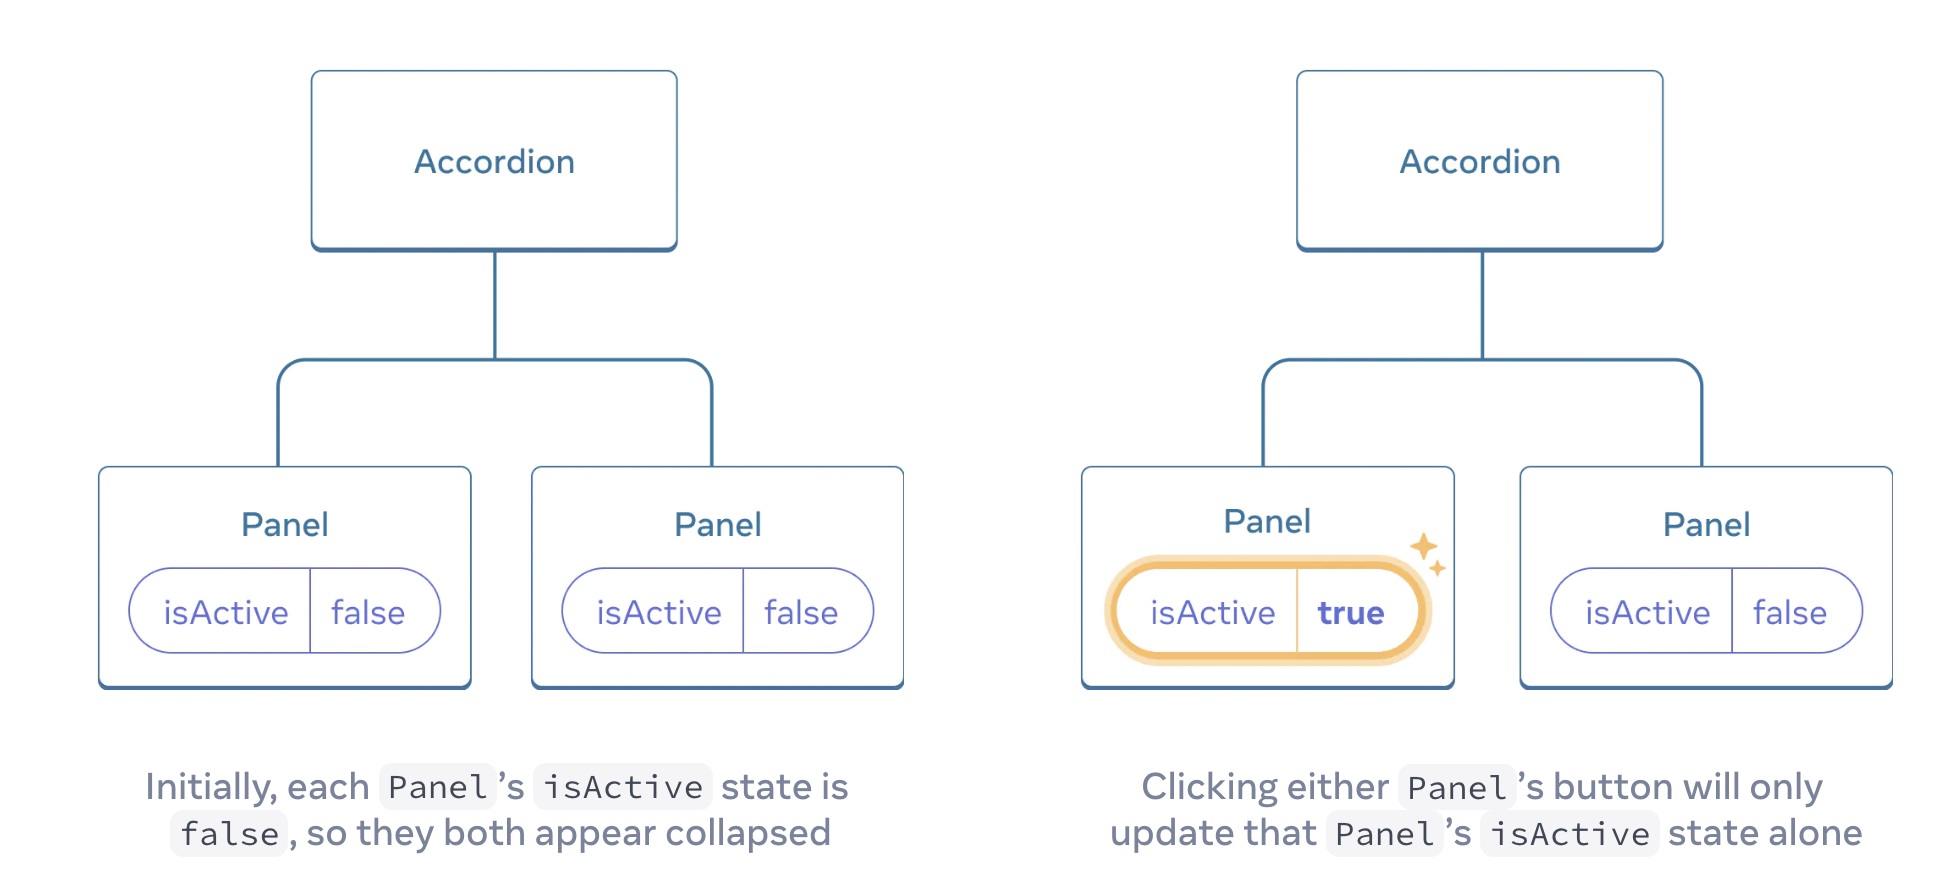 Accordion
Panel
isActive false
Panel
isActive false
Initially, each Panel’s isActive state is
false, so they both appear collapsed
Accordion
Panel
isActive true
Panel
isActive false
Clicking either Panel’s button will only
update that Panel’s isActive state alone